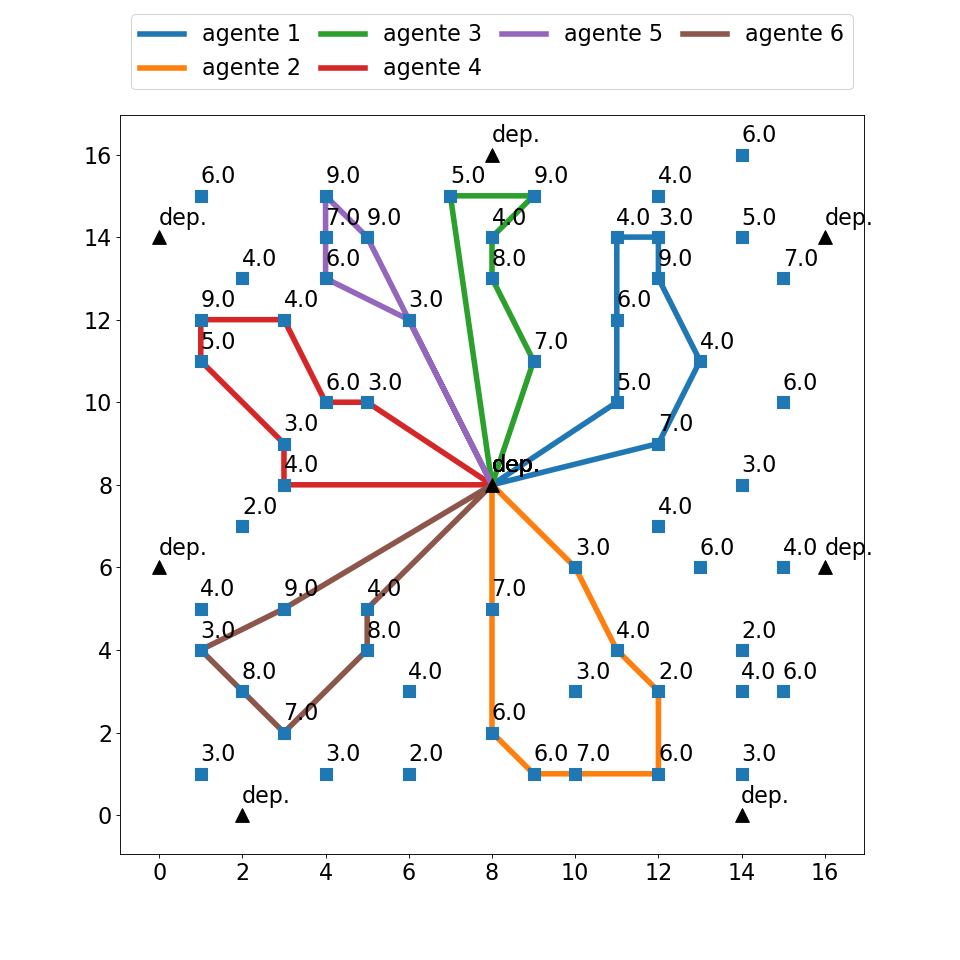 agente 1 agente 3 agente 5 agente 6
agente 2 agente 4
16 dep. 6.0
6.0 9.0 5.0 9.0 4.0
14 dep. 7.0 9.0 4.0 4.0 3.0 5.0 dep.
4.0 6.0 8.0 9.0 7.0
12 9.0 4.0 3.0 6.0
5.0 7.0 4.0
10 6.0 3.0 5.0 6.0
3.0 7.0
8 4.0 dep. 3.0
2.0 4.0
6 dep. 3.0 6.0 4.0 dep.
4.0 9.0 4.0 7.0
4 3.0 8.0 4.0 2.0
8.0 4.0 3.0 2.0 4.0 6.0
2 7.0 6.0
3.0 3.0 2.0 6.0 7.0 6.0 3.0
0 dep. dep.
0 2 4 6 8 10 12 14 16